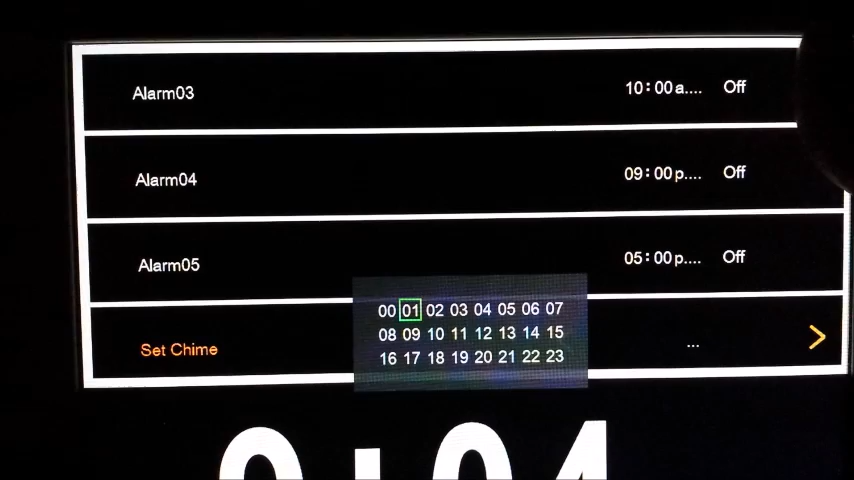 Alarm03 10:00a.... Off
Alarm04 09:00p.... Off
Alarm05 05:00p.... Off
00 01 02 03 04 05 06 07
08 09 10 11 12 13 14 15
16 17 18 19 20 21 22 23
Set Chime ... >